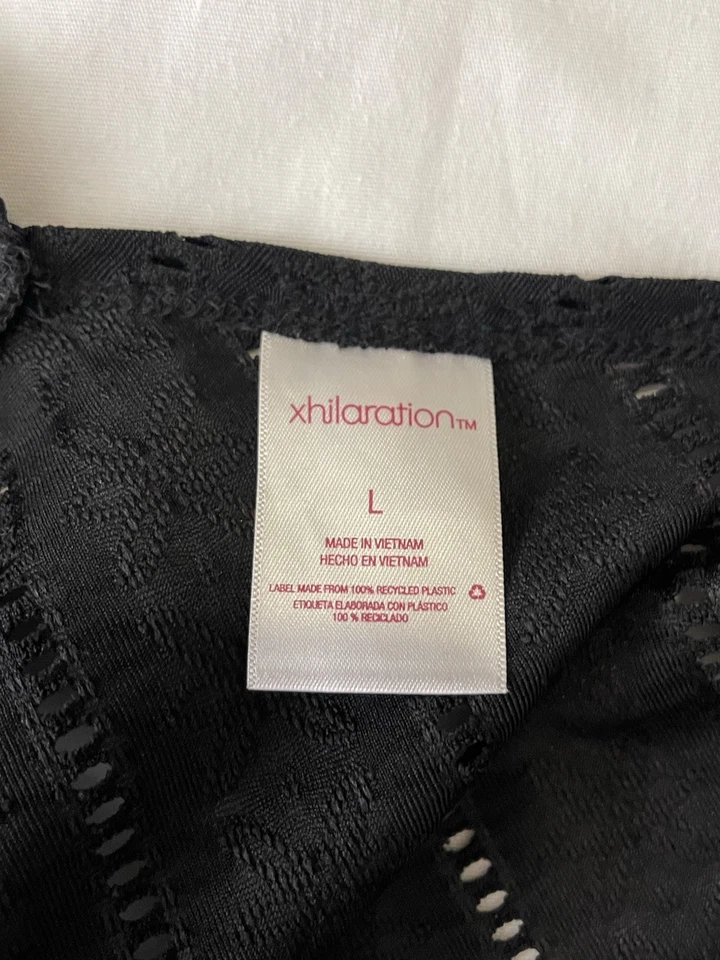 xhilaration™
L
MADE IN VIETNAM
HECHO EN VIETNAM
LABEL MADE FROM 100% RECYCLED PLASTIC
ETIQUETA ELABORADA CON PLÁSTICO
100 % RECICLADO